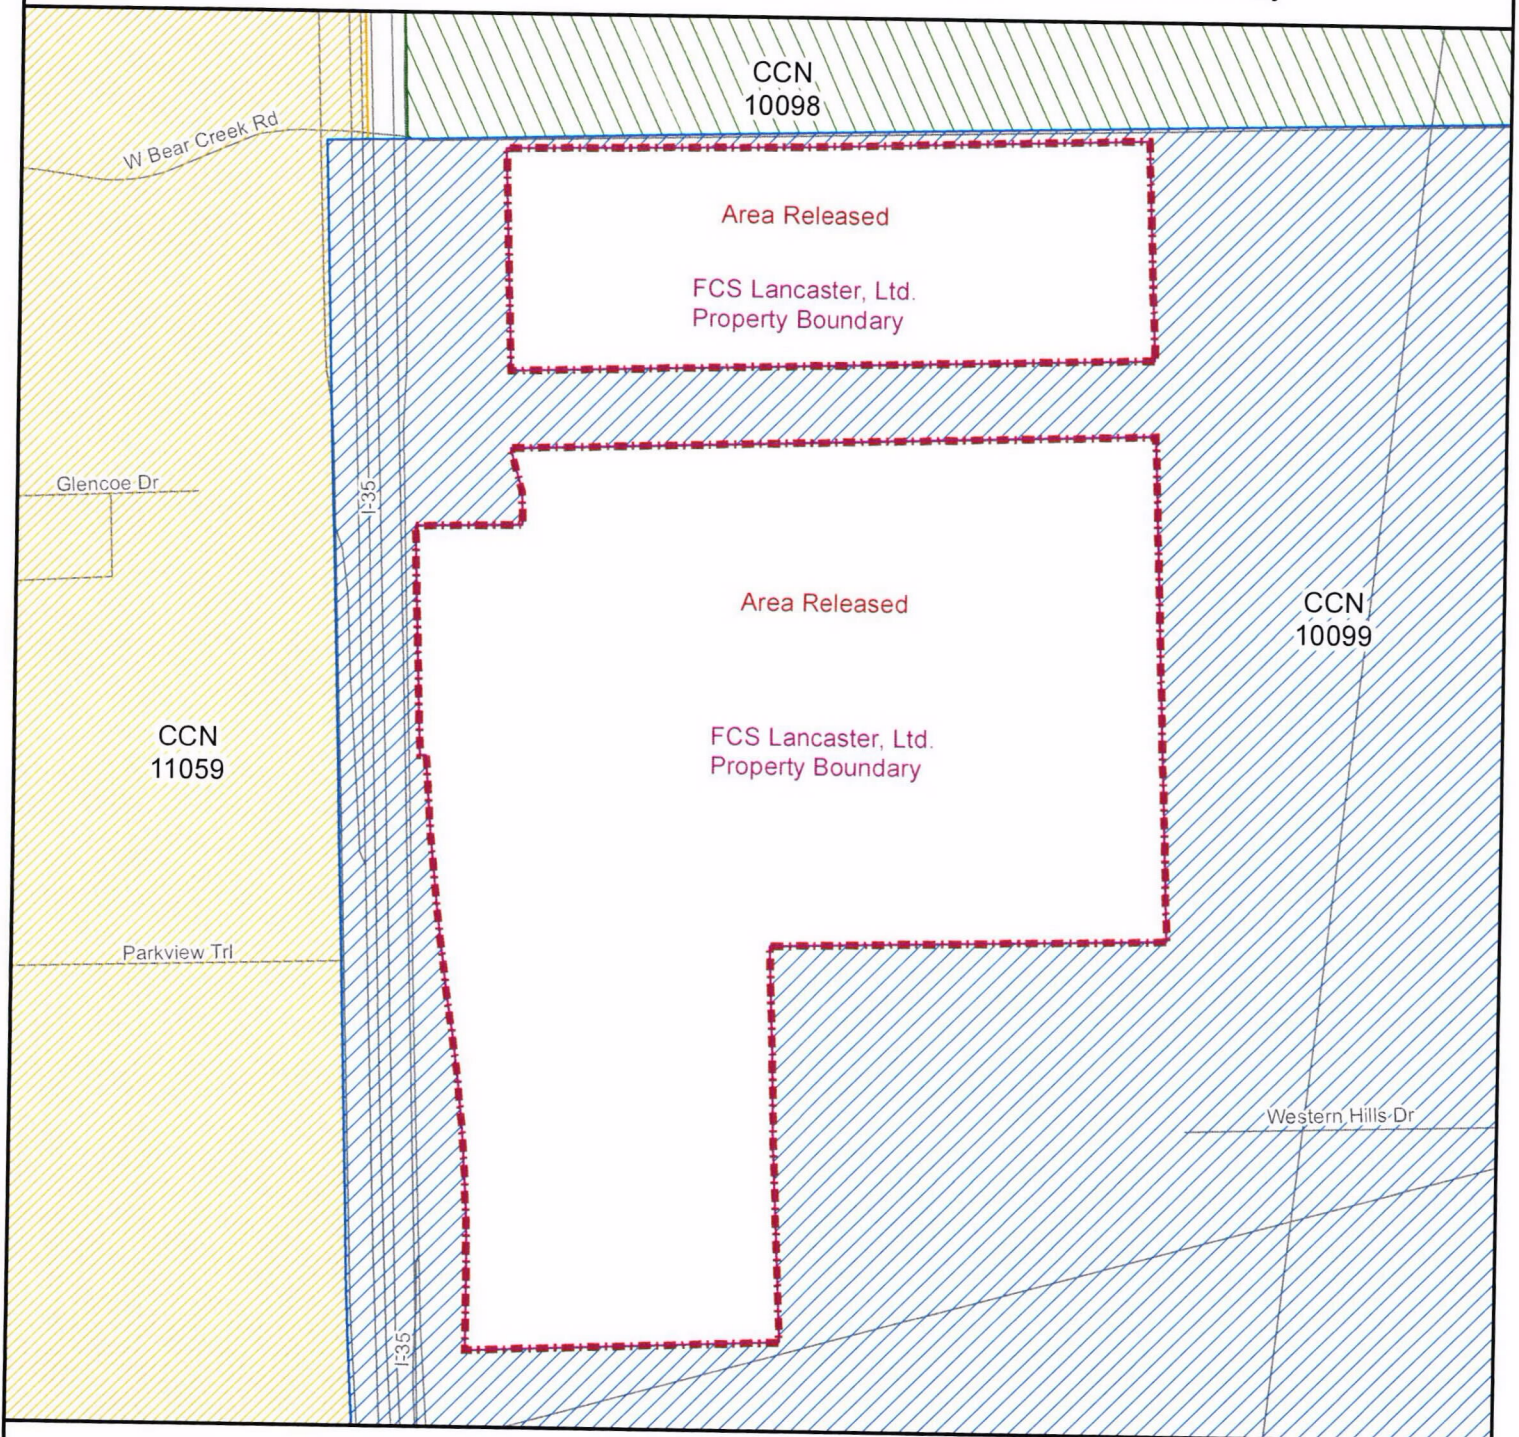 CCN
10098
W Bear Creek Rd
Area Released
FCS Lancaster, Ltd.
Property Boundary
Glencoe Dr
I-35
Area Released
CCN
10099
FCS Lancaster, Ltd.
Property Boundary
CCN
11059
Parkview Trl
Western Hills Dr
I-35